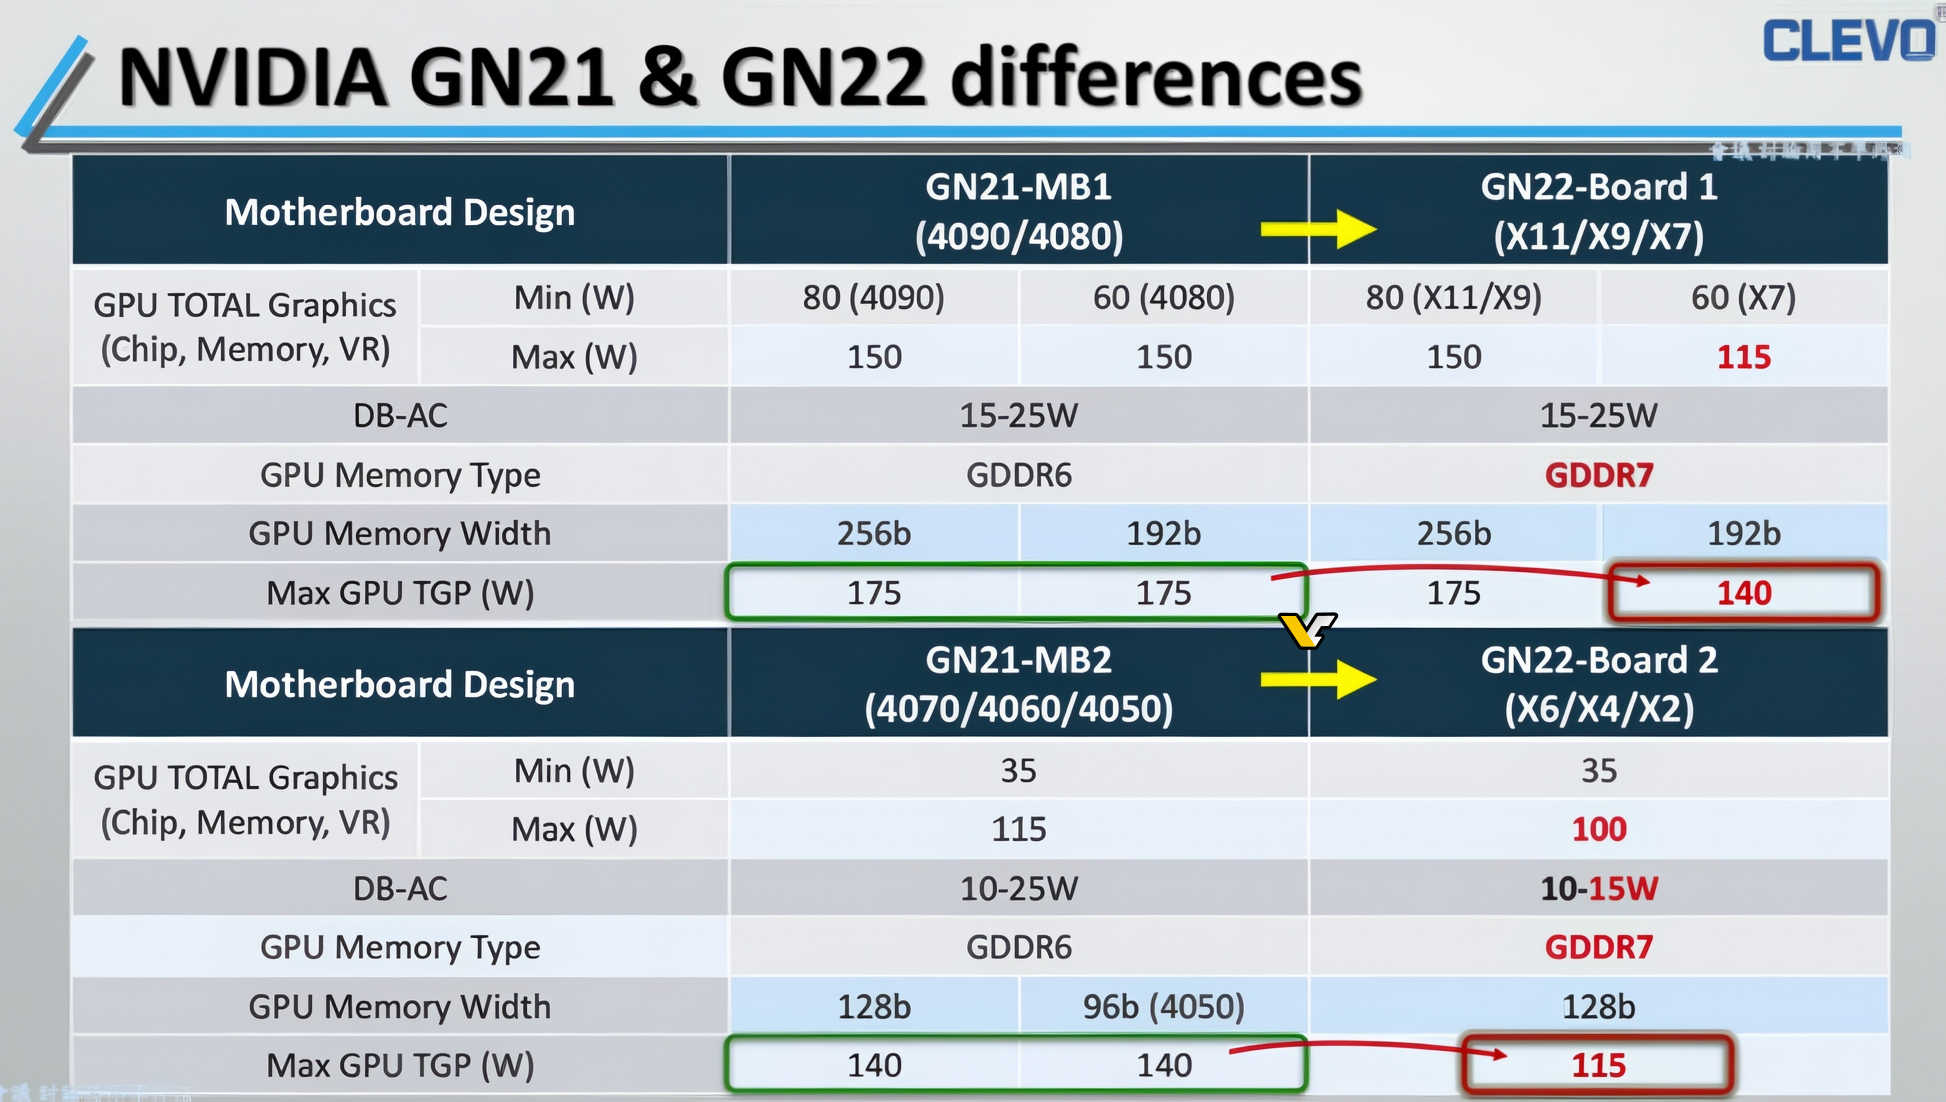 CLEVO
NVIDIA GN21 & GN22 differences
Motherboard Design
GN21-MB1
(4090/4080)
GN22-Board 1
(X11/X9/X7)
GPU TOTAL Graphics
(Chip, Memory, VR)
Min (W)
80 (4090)
60 (4080)
80 (X11/X9)
60 (X7)
Max (W)
150
150
150
115
DB-AC
15-25W
15-25W
GPU Memory Type
GDDR6
GDDR7
GPU Memory Width
256b
192b
256b
192b
Max GPU TGP (W)
175
175
175
140
Motherboard Design
GN21-MB2
(4070/4060/4050)
GN22-Board 2
(X6/X4/X2)
GPU TOTAL Graphics
(Chip, Memory, VR)
Min (W)
35
35
Max (W)
115
100
DB-AC
10-25W
10-15W
GPU Memory Type
GDDR6
GDDR7
GPU Memory Width
128b
96b (4050)
128b
Max GPU TGP (W)
140
140
115